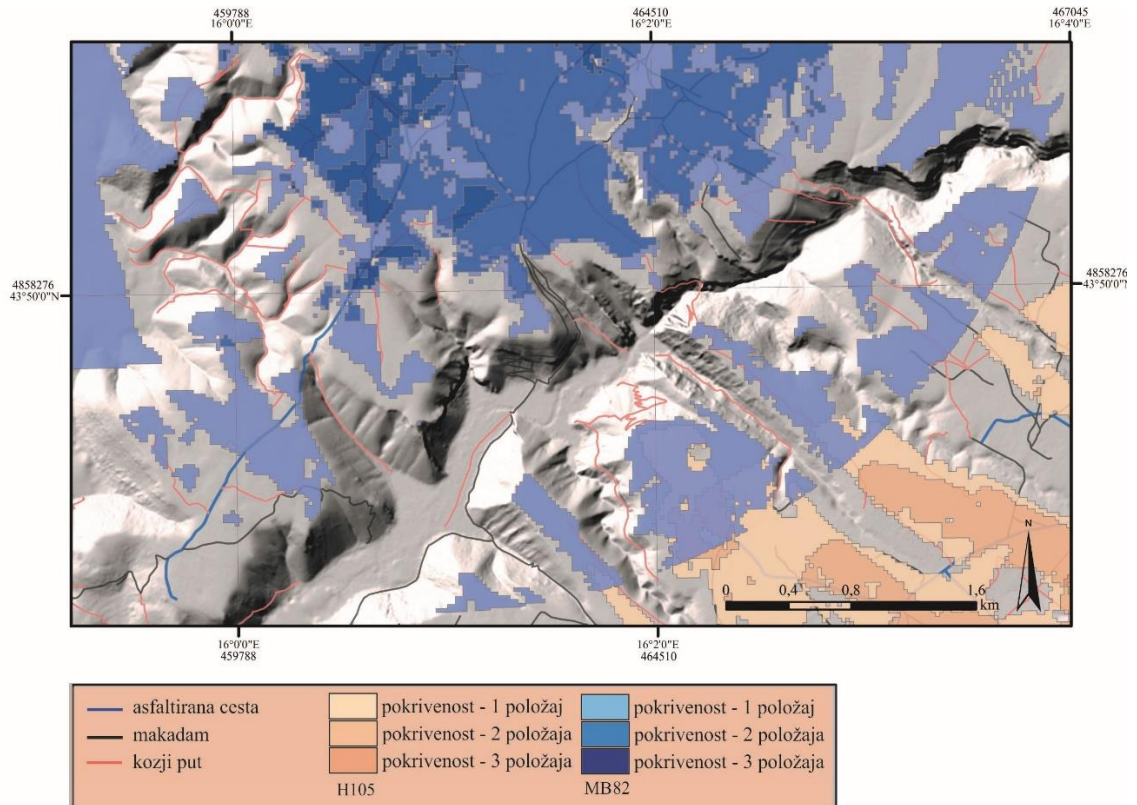 459788
16°0'0"E
464510
16°2'0"E
467045
16°4'0"E
4858276
43°50'0"N
4858276
43°50'0"N
N
0 0,4 0,8 1,6
km
16°0'0"E
459788
16°2'0"E
464510
asfaltirana cesta
makadam
kozji put
pokrivenost - 1 položaj
pokrivenost - 2 položaja
pokrivenost - 3 položaja
H105
pokrivenost - 1 položaj
pokrivenost - 2 položaja
pokrivenost - 3 položaja
MB82